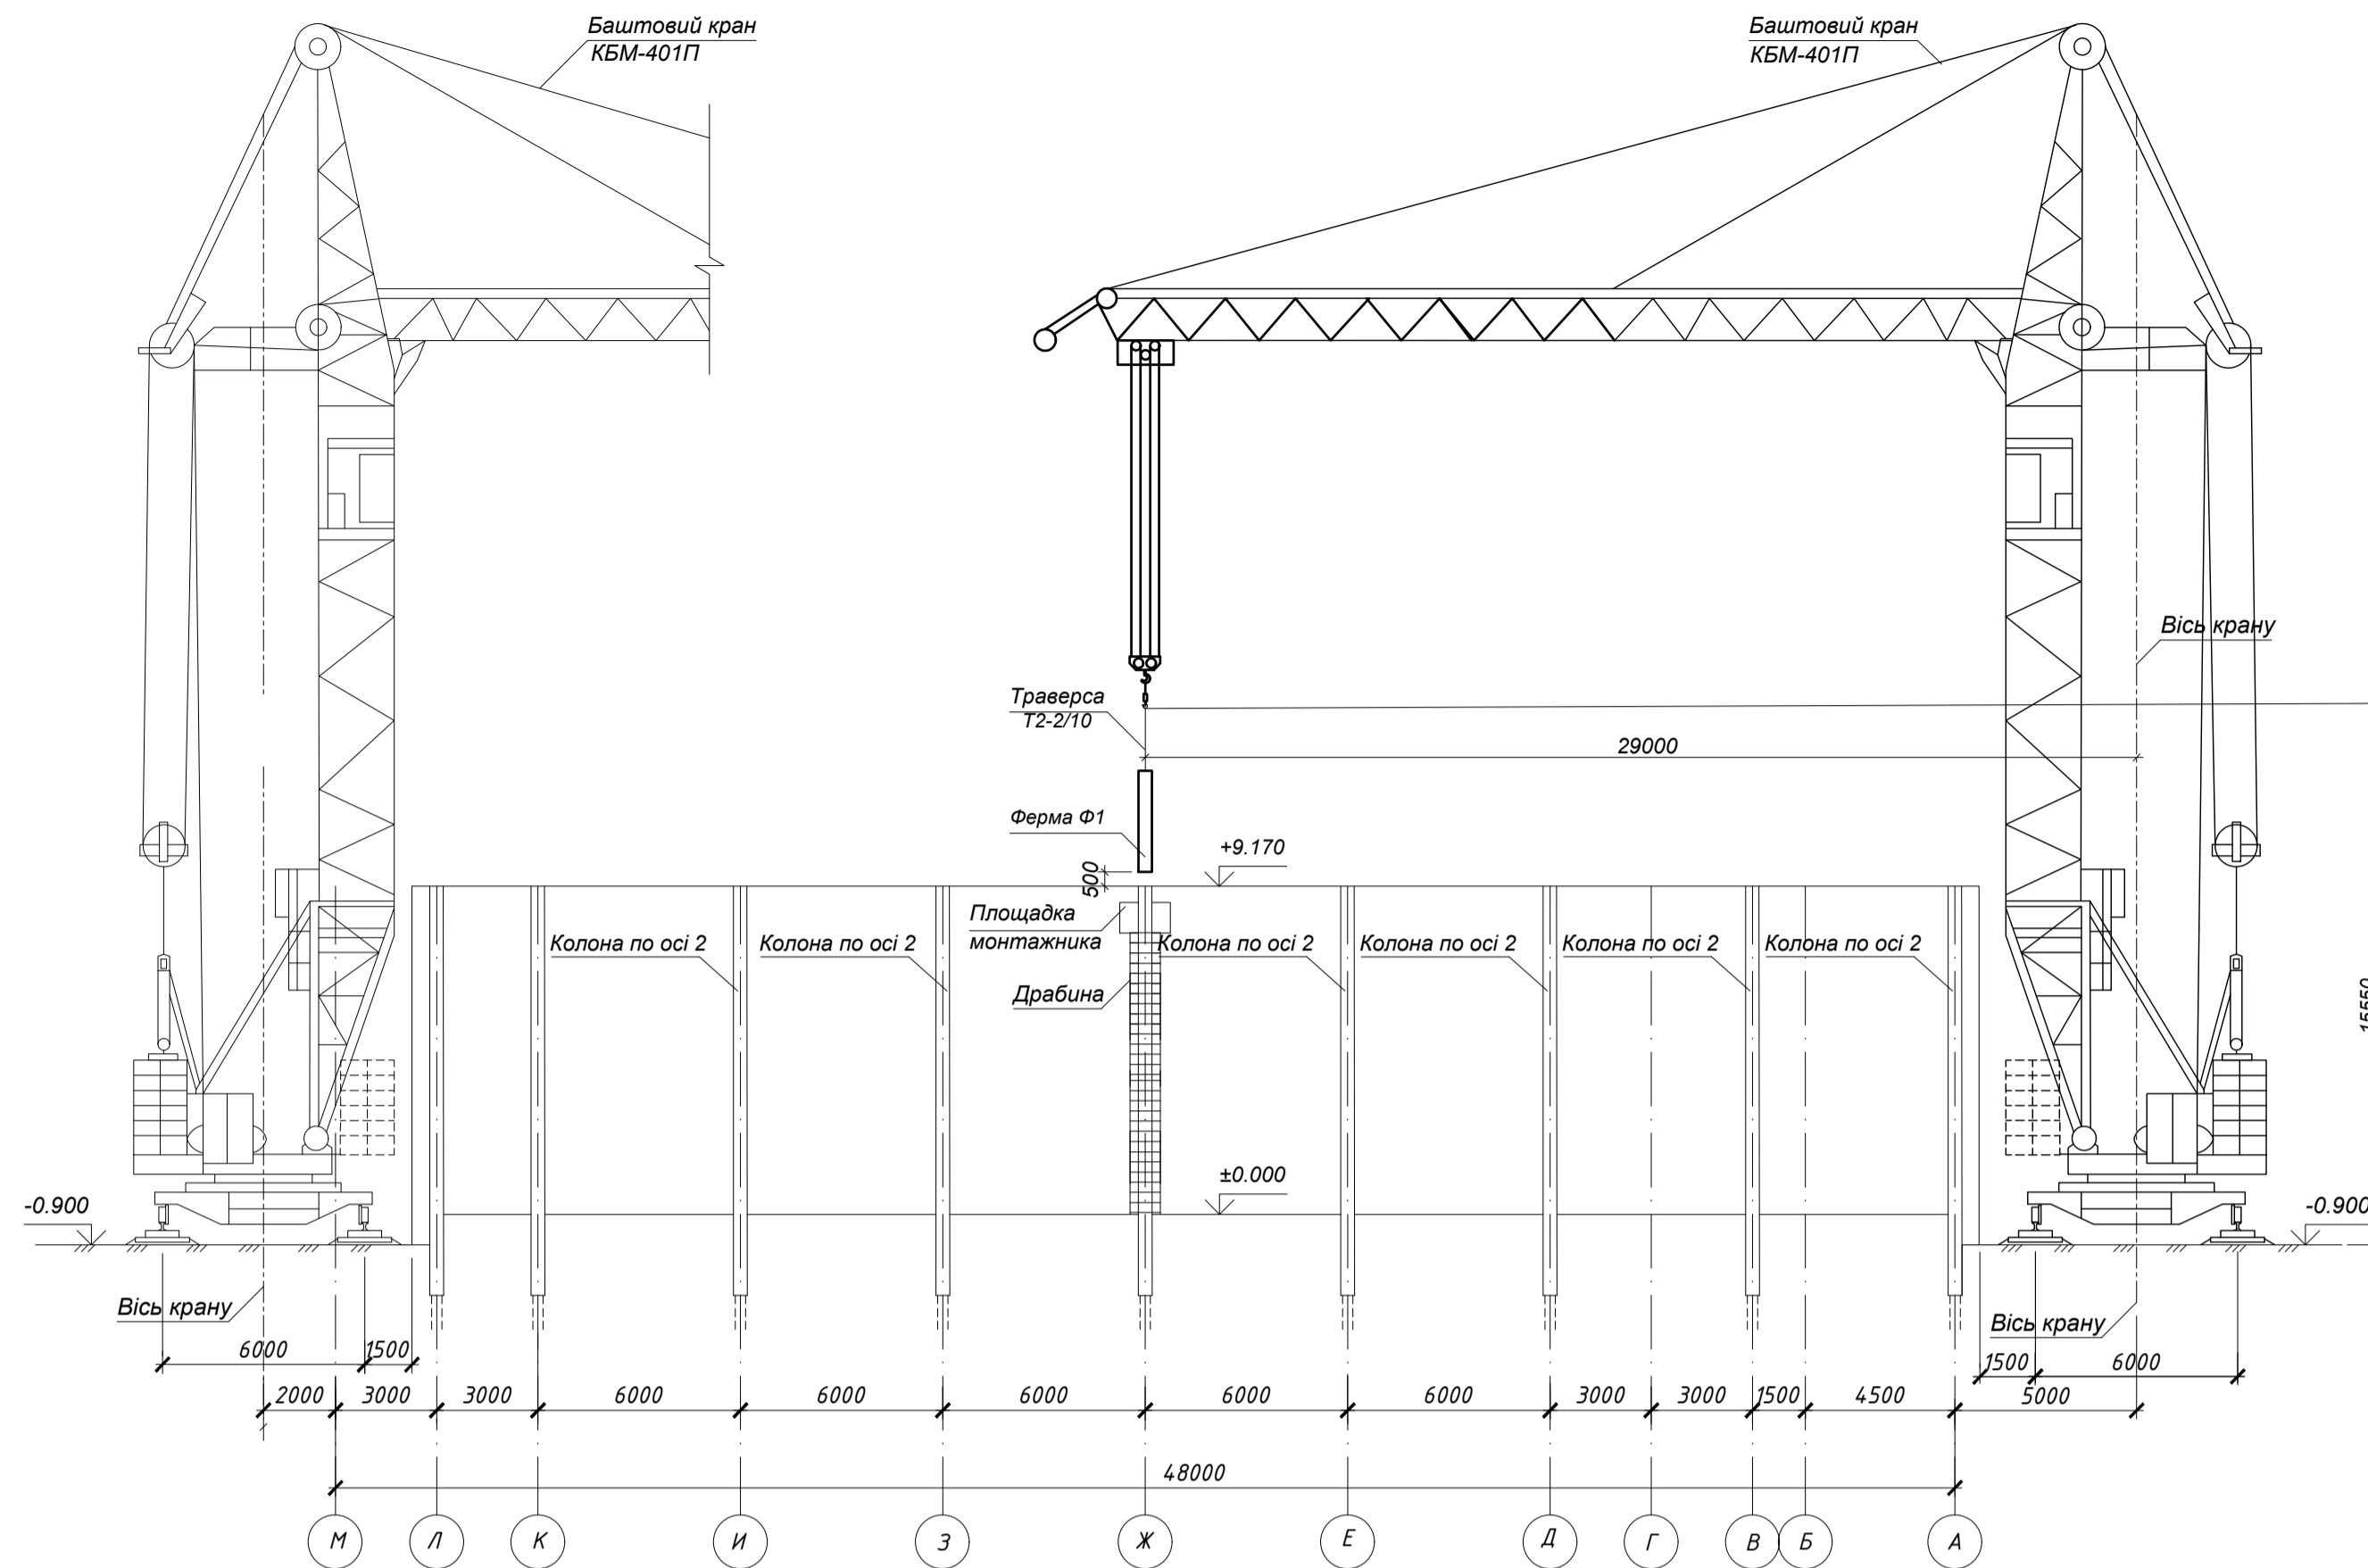 Баштовий кран
КБМ-401П
Баштовий кран
КБМ-401П
Вісь крану
Траверса
Т2-2/10
29000
Ферма Ф1
+9.170
500
Площадка
монтажника
Колона по осі 2
Колона по осі 2
Колона по осі 2
Колона по осі 2
Колона по осі 2
Колона по осі 2
Драбина
15550
±0.000
-0.900
-0.900
Вісь крану
Вісь крану
6000
1500
1500
6000
2000
3000
3000
6000
6000
6000
6000
6000
3000
3000
1500
4500
5000
48000
М
Л
К
И
З
Ж
Е
Д
Г
В
Б
А